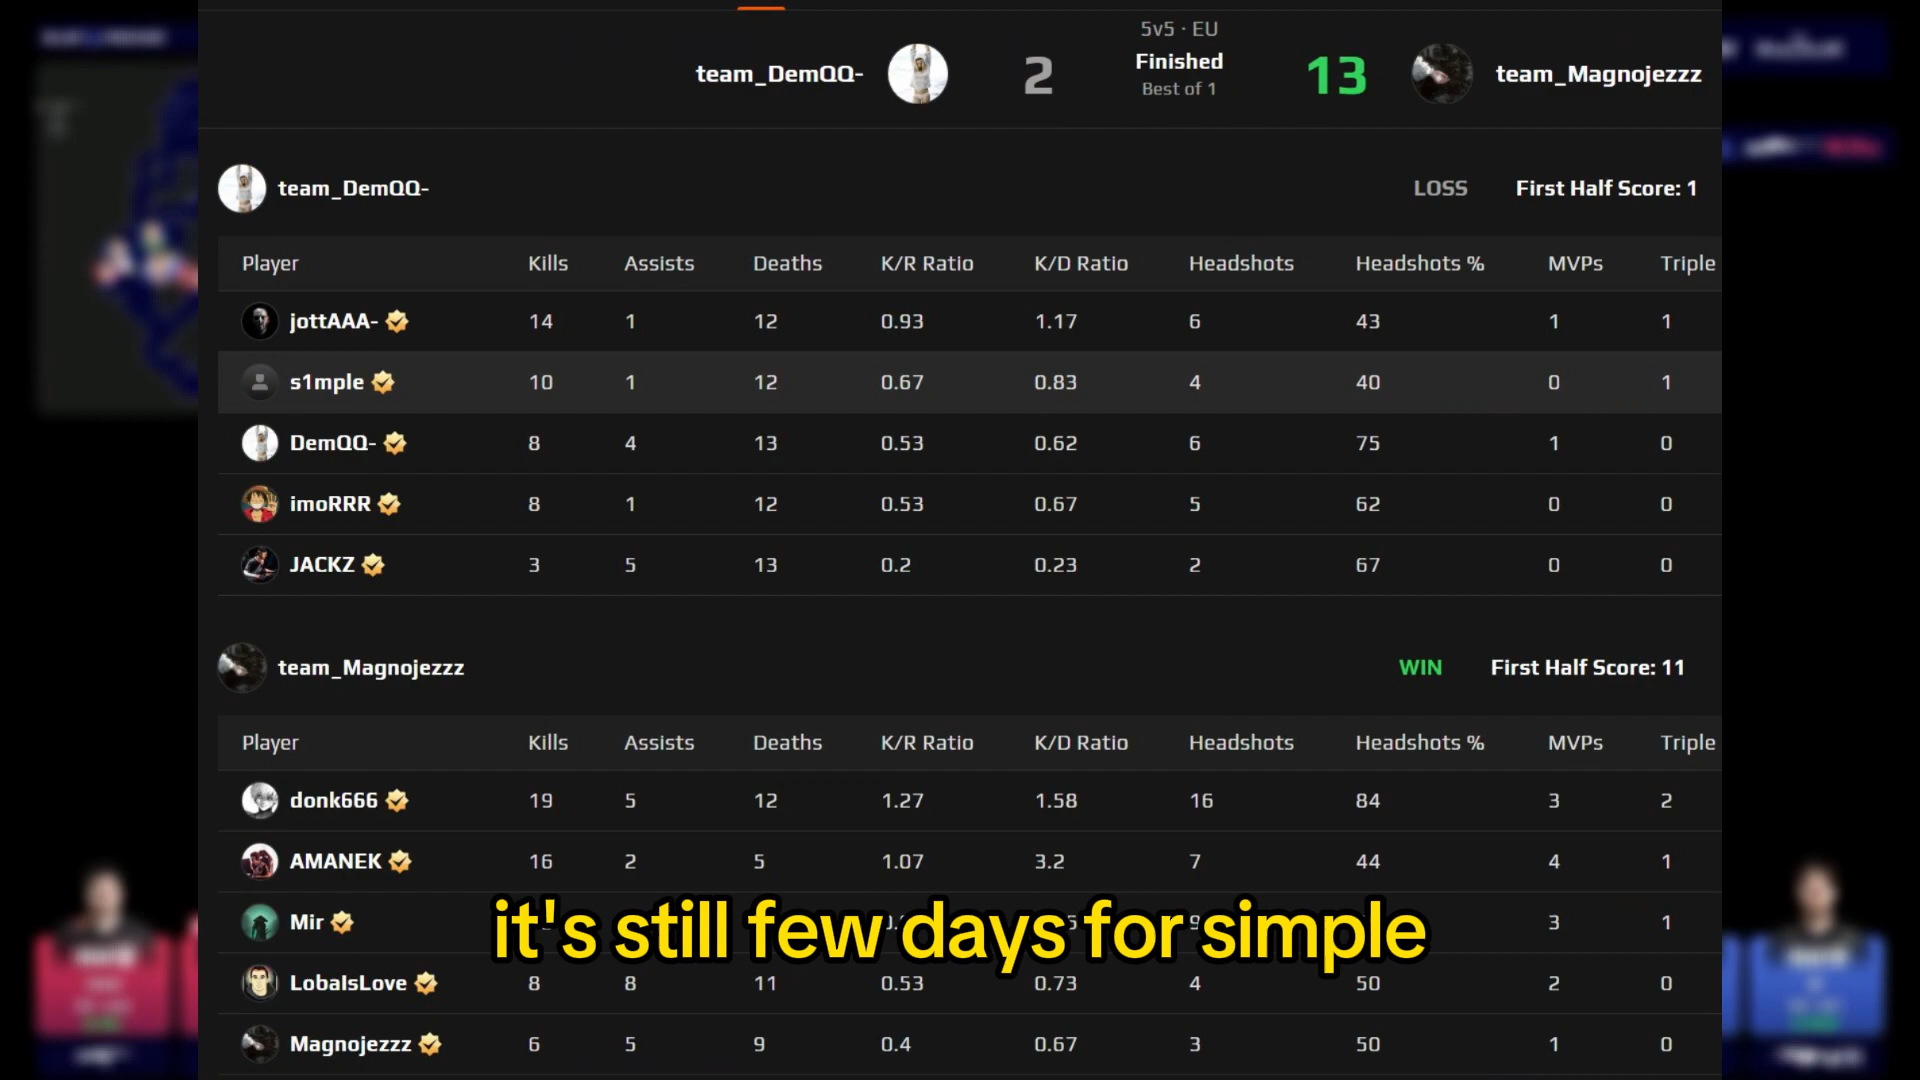 5v5 · EU
team_DemQQ- 2 Finished 13 team_Magnojezzz
Best of 1
team_DemQQ- LOSS First Half Score: 1
Player Kills Assists Deaths K/R Ratio K/D Ratio Headshots Headshots % MVPs Triple
jottAAA- 14 1 12 0.93 1.17 6 43 1 1
s1mple 10 1 12 0.67 0.83 4 40 0 1
DemQQ- 8 4 13 0.53 0.62 6 75 1 0
imoRRR 8 1 12 0.53 0.67 5 62 0 0
JACKZ 3 5 13 0.2 0.23 2 67 0 0
team_Magnojezzz WIN First Half Score: 11
Player Kills Assists Deaths K/R Ratio K/D Ratio Headshots Headshots % MVPs Triple
donk666 19 5 12 1.27 1.58 16 84 3 2
AMANEK 16 2 5 1.07 3.2 7 44 4 1
Mir 3 1
it's still few days for simple
LobaIsLove 8 8 11 0.53 0.73 4 50 2 0
Magnojezzz 6 5 9 0.4 0.67 3 50 1 0